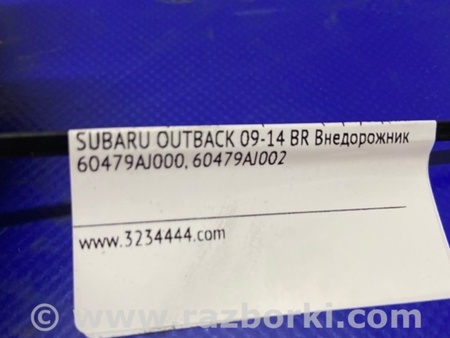 SUBARU OUTBACK 09-14 BR Внедорожник
60479AJ000, 60479AJ002
www.3234444.com
© www.razborki.com